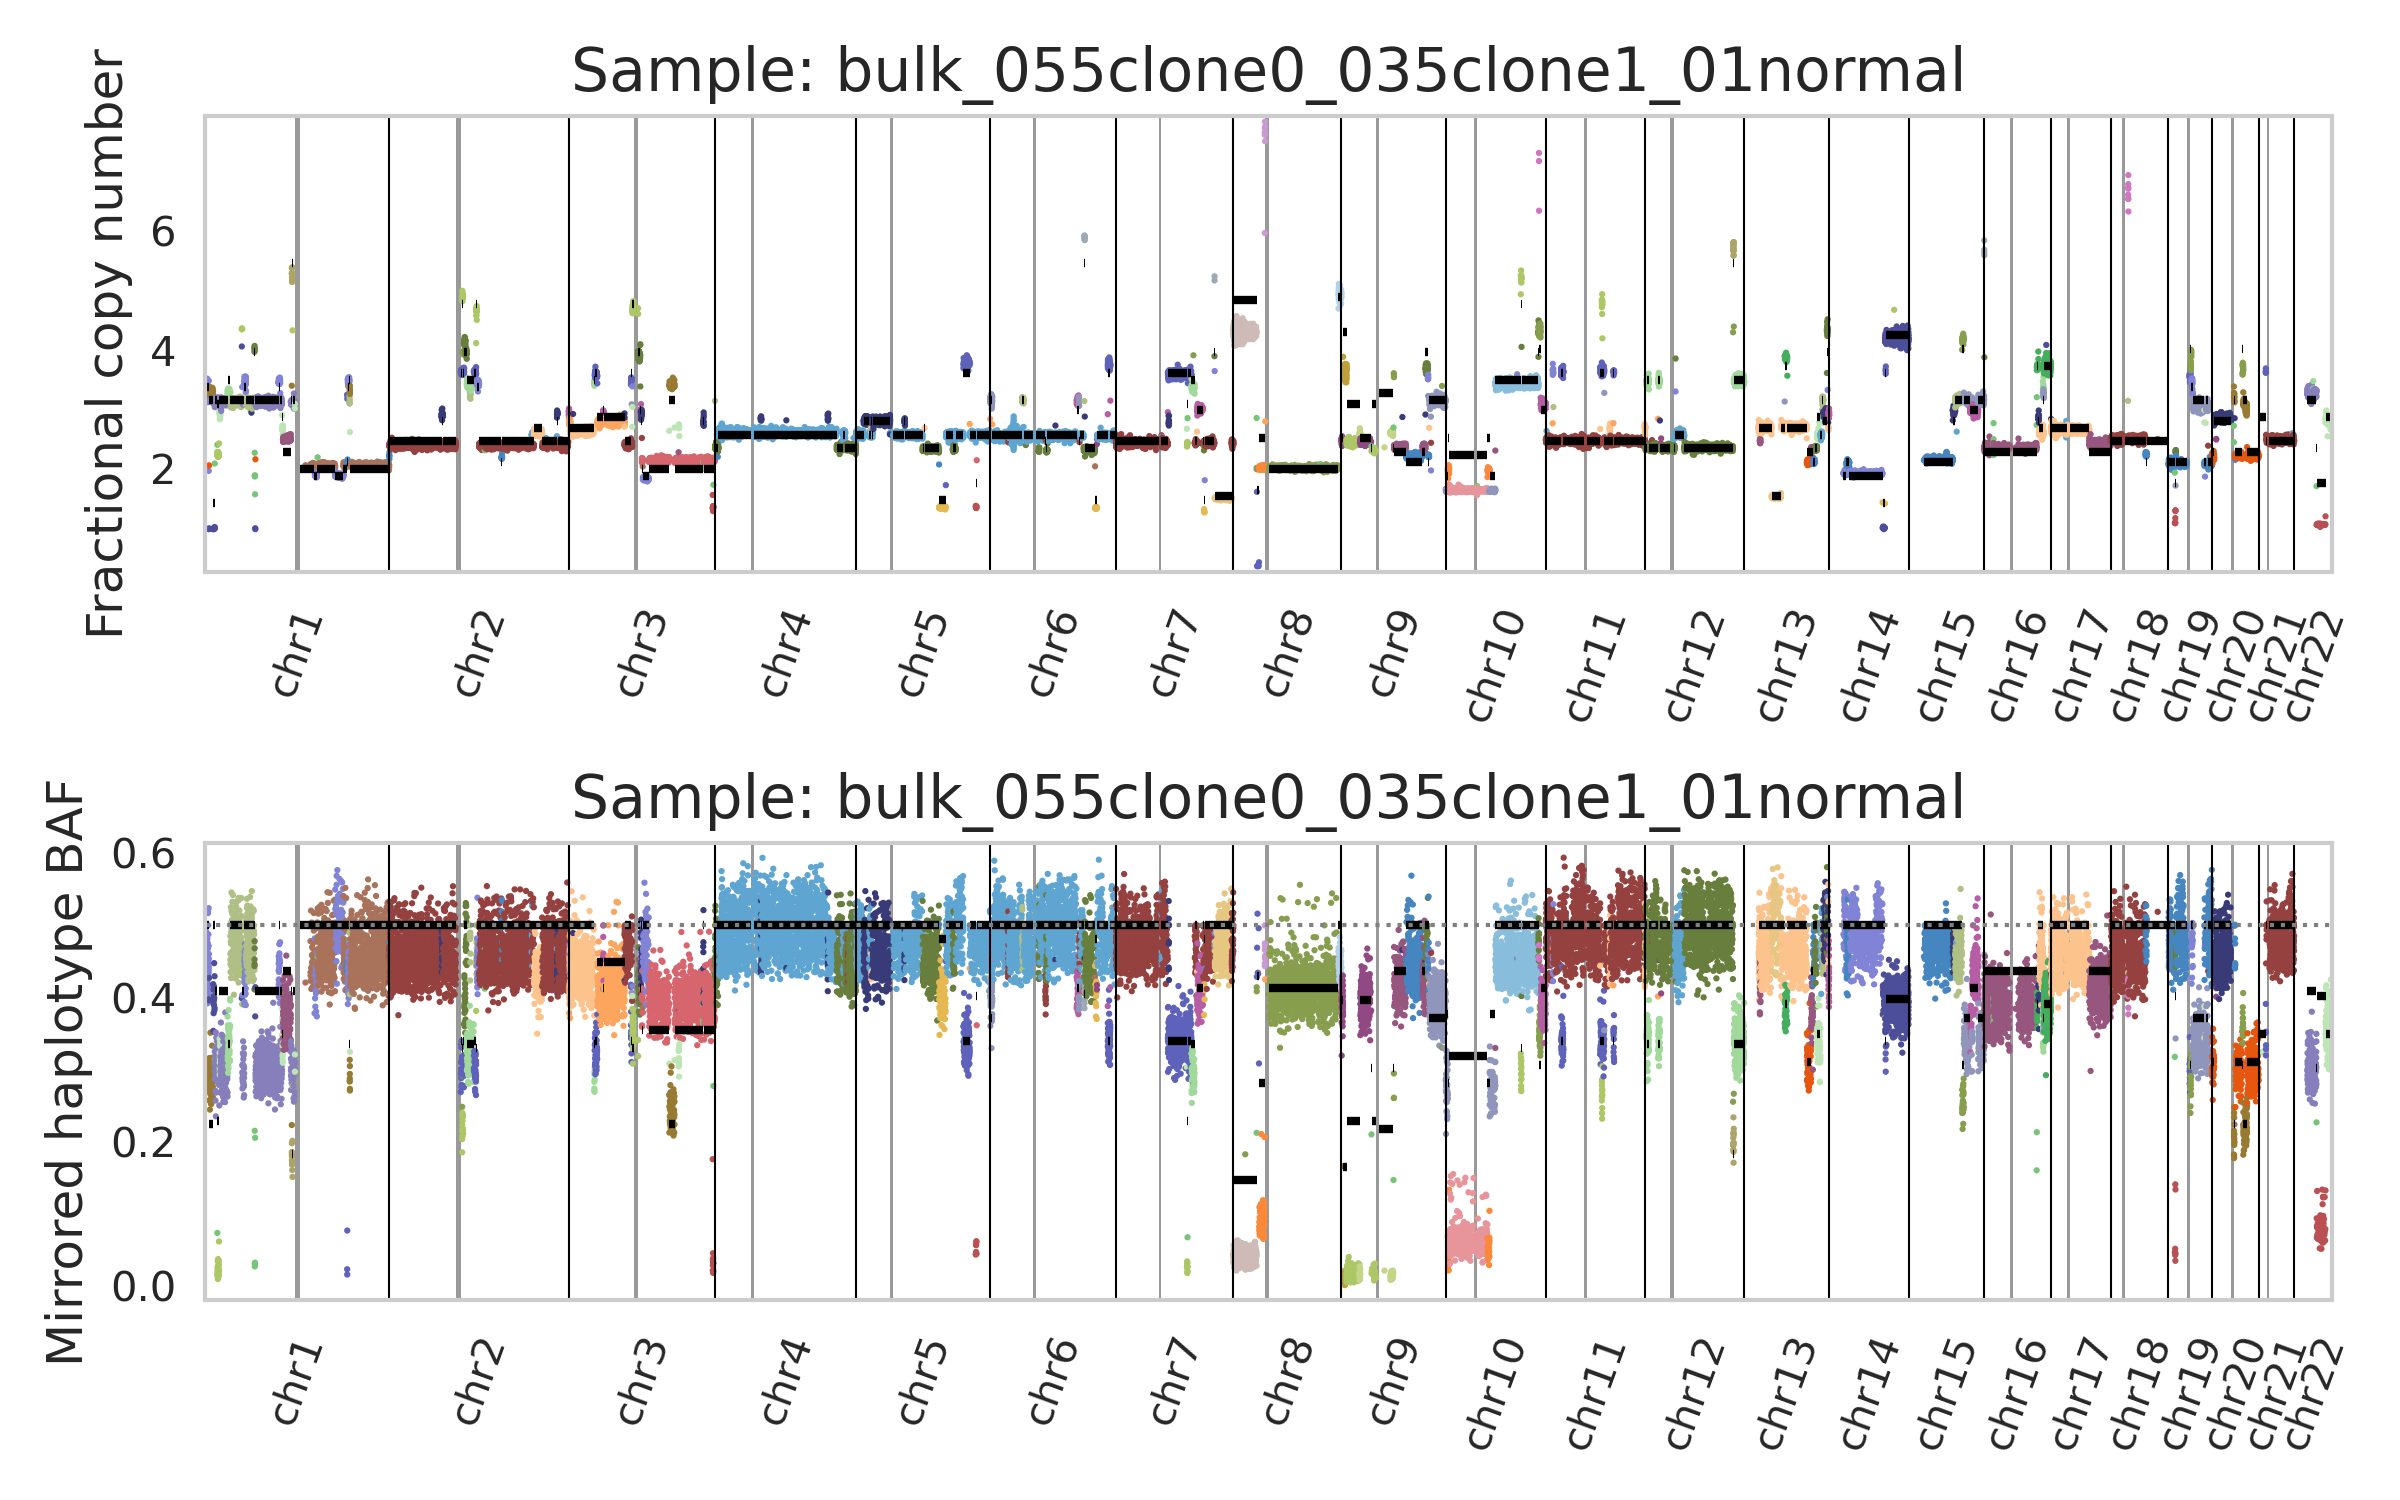 Sample: bulk_055clone0_035clone1_01normal
Fractional copy number
6
4
2
chr1 chr2 chr3 chr4 chr5 chr6 chr7 chr8 chr9 chr10 chr11 chr12 chr13 chr14 chr15 chr16 chr17 chr18 chr19 chr20 chr21 chr22
Sample: bulk_055clone0_035clone1_01normal
Mirrored haplotype BAF
0.6
0.4
0.2
0.0
chr1 chr2 chr3 chr4 chr5 chr6 chr7 chr8 chr9 chr10 chr11 chr12 chr13 chr14 chr15 chr16 chr17 chr18 chr19 chr20 chr21 chr22